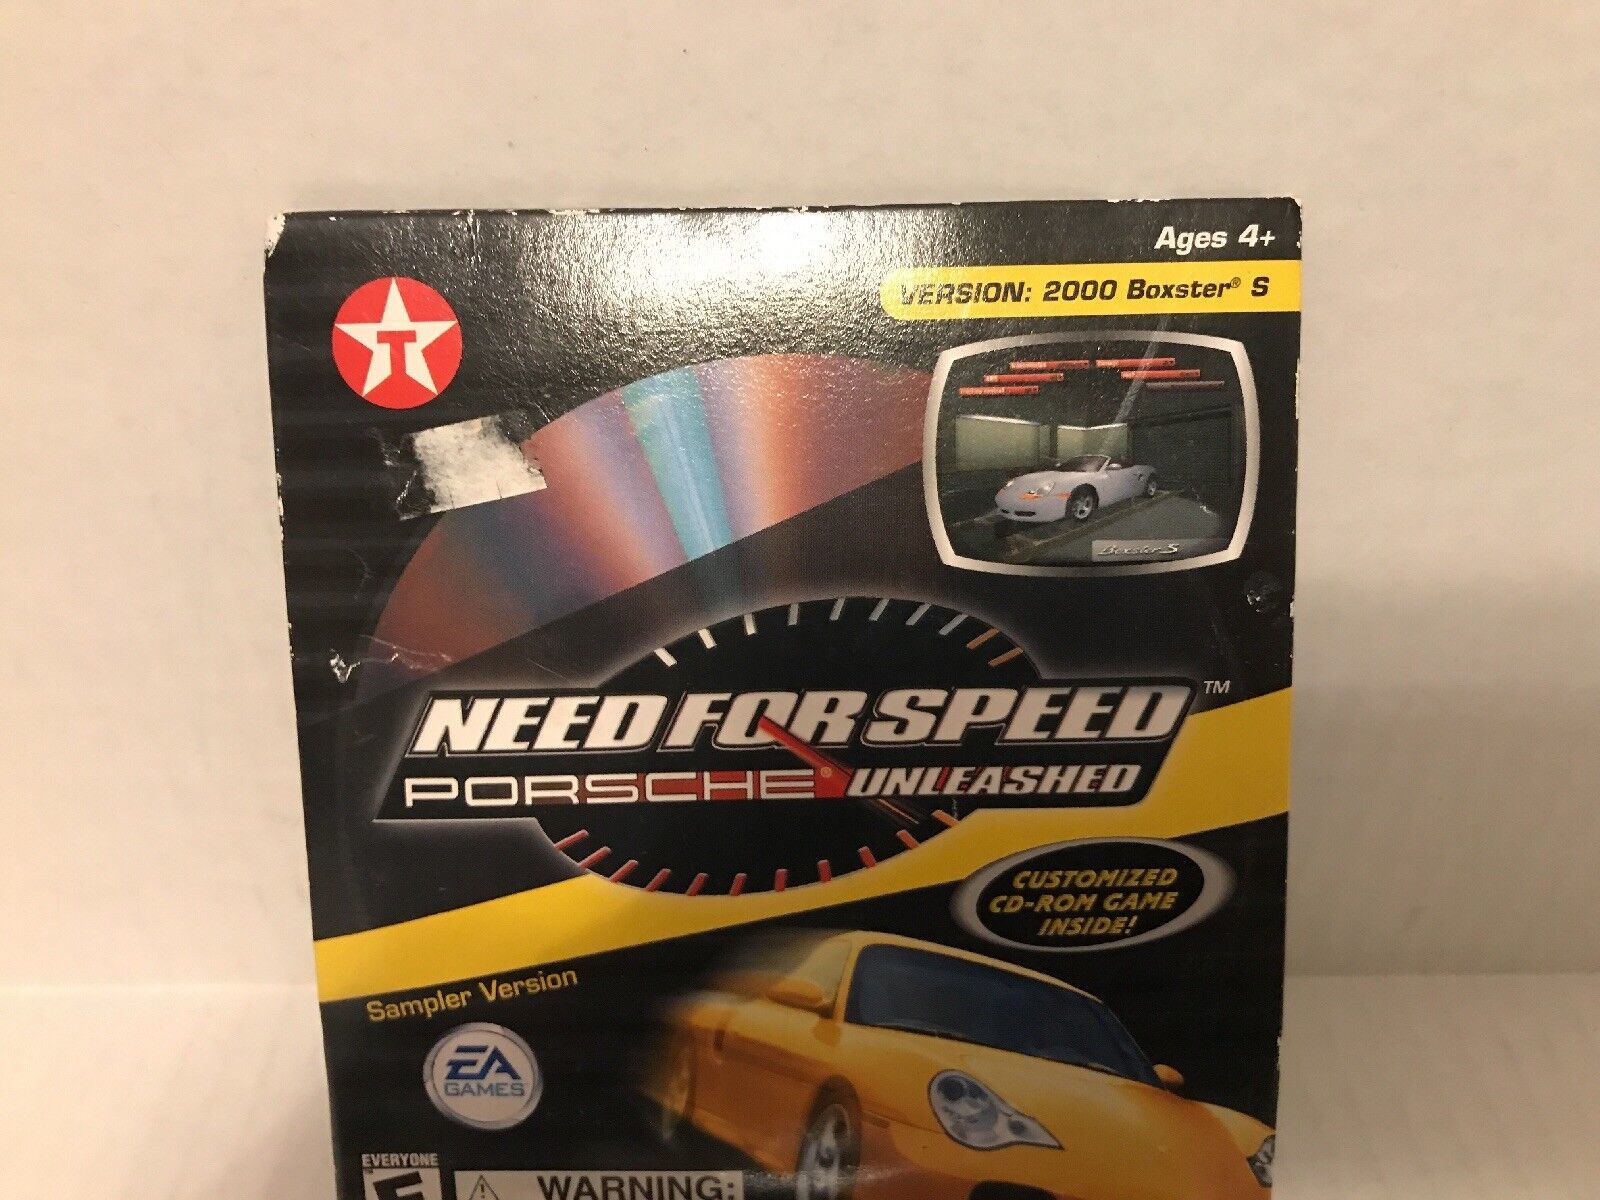 Ages 4+
VERSION: 2000 Boxster® S
T
Boxster S
NEED FOR SPEED™
PORSCHE® UNLEASHED
CUSTOMIZED
CD-ROM GAME
INSIDE!
Sampler Version
EA
GAMES
EVERYONE
E
WARNING: